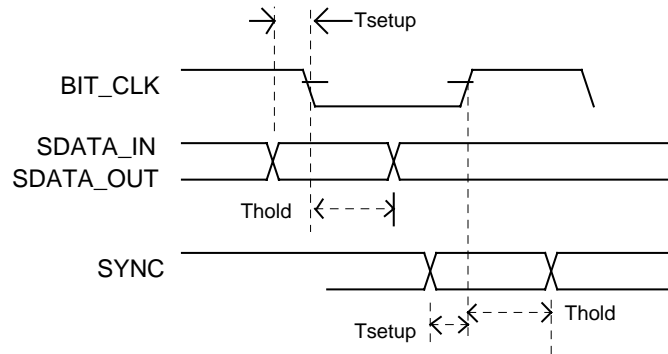 Tsetup
BIT_CLK
SDATA_IN
SDATA_OUT
Thold
SYNC
Thold
Tsetup